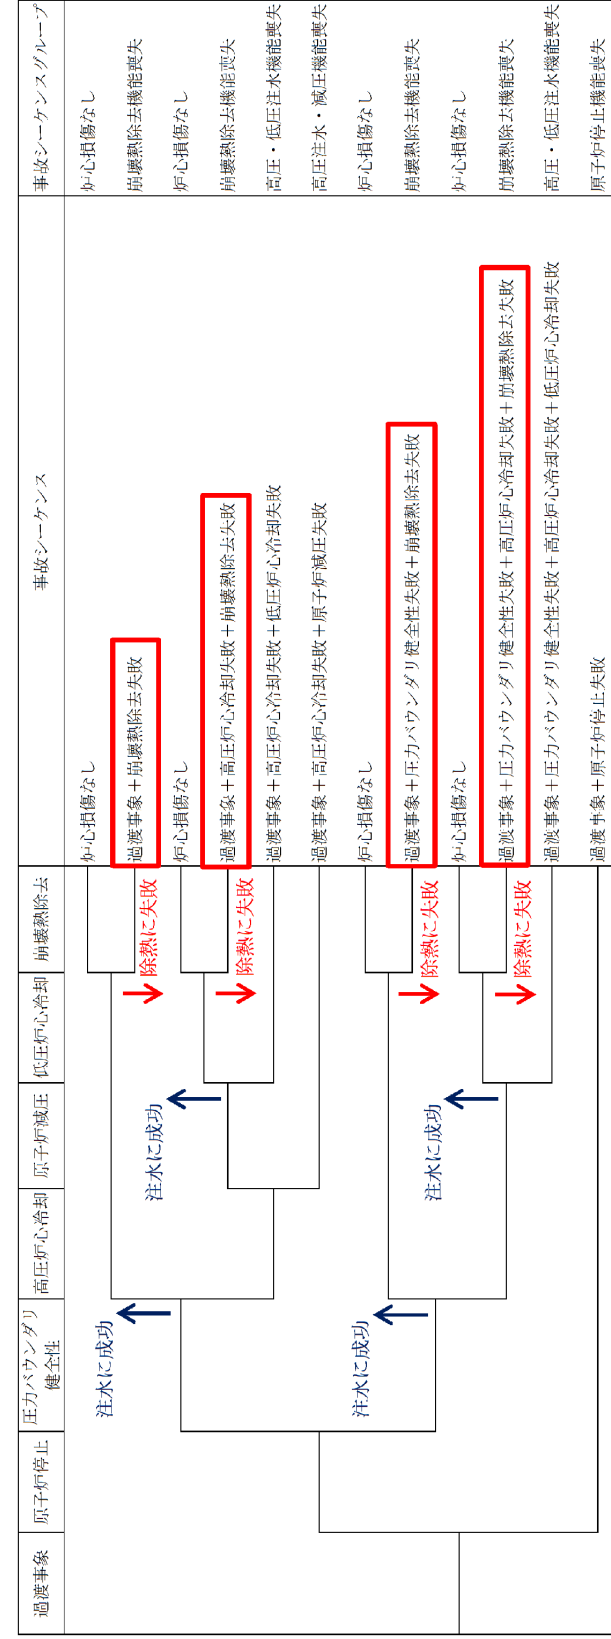 過渡事象
原子炉停止
圧力バウンダリ
健全性
高圧炉心冷却
原子炉減圧
低圧炉心冷却
崩壊熱除去
事故シーケンス
事故シーケンスグループ
注水に成功
注水に成功
除熱に失敗
除熱に失敗
注水に成功
注水に成功
除熱に失敗
除熱に失敗
炉心損傷なし
炉心損傷なし
過渡事象+崩壊熱除去失敗
崩壊熱除去機能喪失
炉心損傷なし
炉心損傷なし
過渡事象+高圧炉心冷却失敗+崩壊熱除去失敗
崩壊熱除去機能喪失
過渡事象+高圧炉心冷却失敗+低圧炉心冷却失敗
高圧・低圧注水機能喪失
過渡事象+高圧炉心冷却失敗+原子炉減圧失敗
高圧注水・減圧機能喪失
炉心損傷なし
炉心損傷なし
過渡事象+圧力バウンダリ健全性失敗+崩壊熱除去失敗
崩壊熱除去機能喪失
炉心損傷なし
炉心損傷なし
過渡事象+圧力バウンダリ健全性失敗+高圧炉心冷却失敗+崩壊熱除去失敗
崩壊熱除去機能喪失
過渡事象+圧力バウンダリ健全性失敗+高圧炉心冷却失敗+低圧炉心冷却失敗
高圧・低圧注水機能喪失
過渡事象+原子炉停止失敗
原子炉停止機能喪失